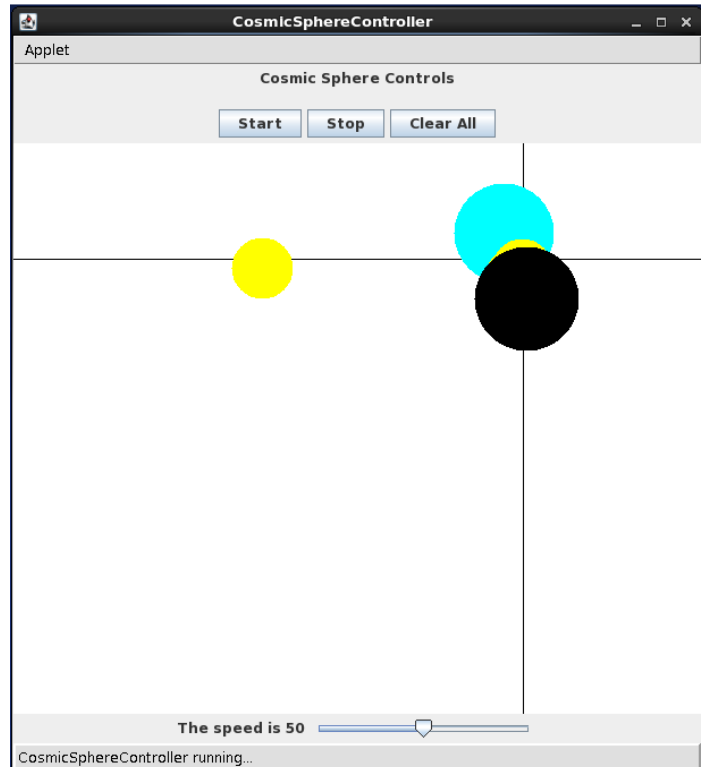 CosmicSphereController
Applet
Cosmic Sphere Controls
Start Stop Clear All
The speed is 50
CosmicSphereController running...